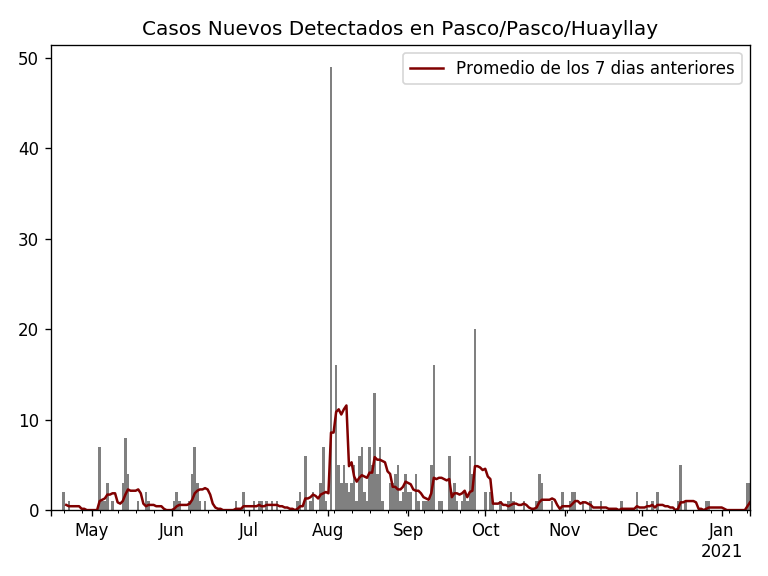 Casos Nuevos Detectados en Pasco/Pasco/Huayllay
Promedio de los 7 dias anteriores
50
40
30
20
10
0
May Jun Jul Aug Sep Oct Nov Dec Jan
2021